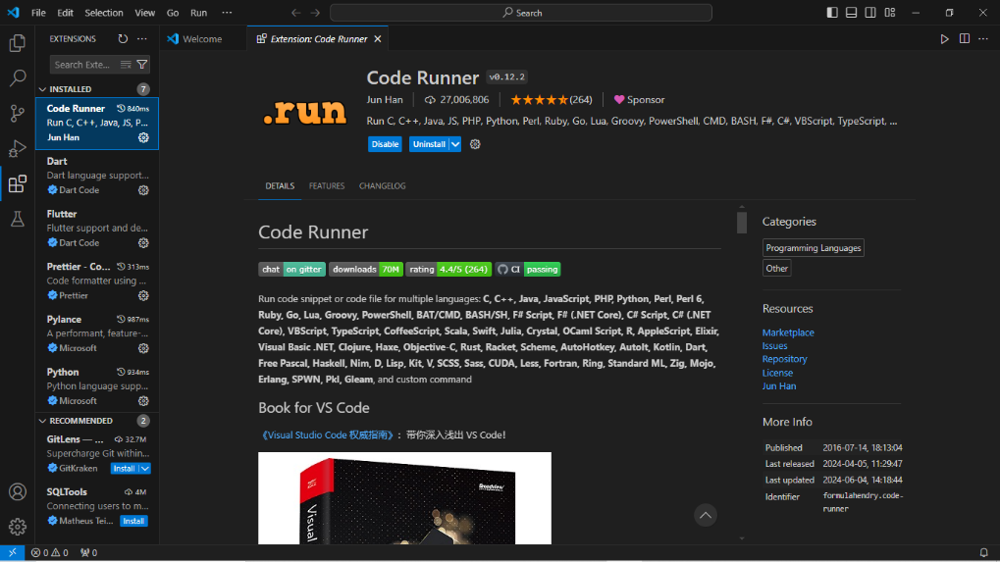 File Edit Selection View Go Run ···
Search
EXTENSIONS
Search Exte...
INSTALLED 7
Code Runner 840ms
Run C, C++, Java, JS, P...
Jun Han
Dart
Dart language support...
Dart Code
Flutter
Flutter support and de...
Dart Code
Prettier - Co... 313ms
Code formatter using ...
Prettier
Pylance 987ms
A performant, feature-...
Microsoft
Python 934ms
Python language supp...
Microsoft
RECOMMENDED 2
GitLens — ... 32.7M
Supercharge Git within...
GitKraken Install
SQLTools 4M
Connecting users to m...
Matheus Tei... Install
Welcome
Extension: Code Runner
Code Runner v0.12.2
Jun Han 27,006,806 (264) Sponsor
Run C, C++, Java, JS, PHP, Python, Perl, Ruby, Go, Lua, Groovy, PowerShell, CMD, BASH, F#, C#, VBScript, TypeScript, ...
Disable Uninstall
.run
DETAILS FEATURES CHANGELOG
Code Runner
chat on gitter downloads 70M rating 4.4/5 (264) CI passing
Run code snippet or code file for multiple languages: C, C++, Java, JavaScript, PHP, Python, Perl, Perl 6,
Ruby, Go, Lua, Groovy, PowerShell, BAT/CMD, BASH/SH, F# Script, F# (.NET Core), C# Script, C# (.NET
Core), VBScript, TypeScript, CoffeeScript, Scala, Swift, Julia, Crystal, OCaml Script, R, AppleScript, Elixir,
Visual Basic .NET, Clojure, Haxe, Objective-C, Rust, Racket, Scheme, AutoHotkey, AutoIt, Kotlin, Dart,
Free Pascal, Haskell, Nim, D, Lisp, Kit, V, SCSS, Sass, CUDA, Less, Fortran, Ring, Standard ML, Zig, Mojo,
Erlang, SPWN, Pkl, Gleam, and custom command
Book for VS Code
《Visual Studio Code 权威指南》：带你深入浅出 VS Code!
Broadview
Visual
Categories
Programming Languages
Other
Resources
Marketplace
Issues
Repository
License
Jun Han
More Info
Published 2016-07-14, 18:13:04
Last released 2024-04-05, 11:29:47
Last updated 2024-06-04, 14:18:44
Identifier formulahendry.code-
runner
0 0 0